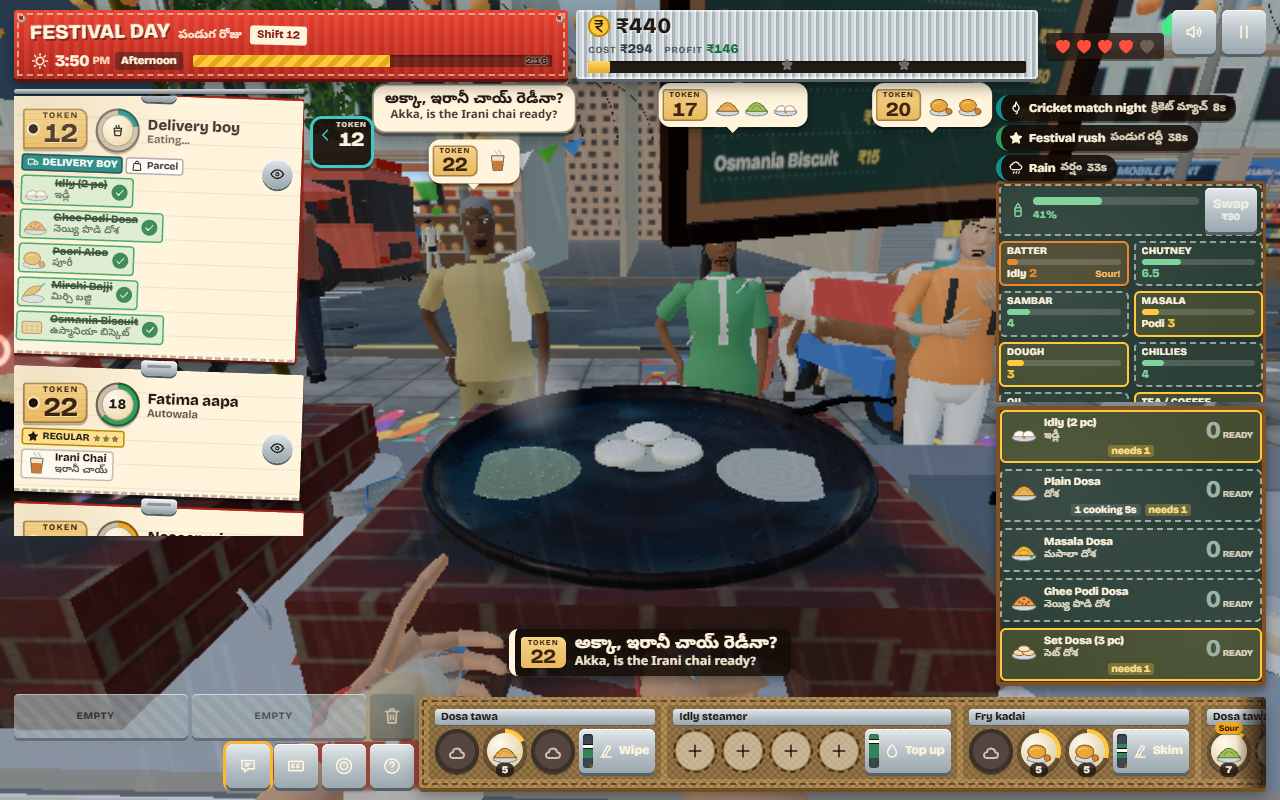 FESTIVAL DAY పండుగ రోజు Shift 12
3:50 PM Afternoon
₹440
COST ₹294 PROFIT ₹146
TOKEN 12
Delivery boy
Eating...
DELIVERY BOY Parcel
Idly (2 pc)
ఇడ్లీ
Ghee Podi Dosa
నెయ్యి పొడి దోశ
Poori Aloo
పూరీ
Mirchi Bajji
మిర్చి బజ్జి
Osmania Biscuit
ఉస్మానియా బిస్కెట్
TOKEN 22
18
Fatima aapa
Autowala
REGULAR
Irani Chai
ఇరానీ చాయ్
TOKEN
TOKEN 12
అక్కా, ఇరానీ చాయ్ రెడీనా?
Akka, is the Irani chai ready?
TOKEN 22
TOKEN 17
TOKEN 20
Osmania Biscuit ₹15
MOBILE POINT
Cricket match night క్రికెట్ మ్యాచ్ 8s
Festival rush పండుగ రద్దీ 38s
Rain వర్షం 33s
41%
Swap
₹90
BATTER
Idly 2 Sour!
CHUTNEY
6.5
SAMBAR
4
MASALA
Podi 3
DOUGH
3
CHILLIES
4
OIL
TEA / COFFEE
Idly (2 pc)
ఇడ్లీ
0 READY
needs 1
Plain Dosa
దోశ
0 READY
1 cooking 5s needs 1
Masala Dosa
మసాలా దోశ
0 READY
Ghee Podi Dosa
నెయ్యి పొడి దోశ
0 READY
Set Dosa (3 pc)
సెట్ దోశ
0 READY
needs 1
TOKEN 22
అక్కా, ఇరానీ చాయ్ రెడీనా?
Akka, is the Irani chai ready?
EMPTY
EMPTY
Dosa tawa
5
Wipe
Idly steamer
Top up
Fry kadai
5
5
Skim
Dosa tawa
Sour
7